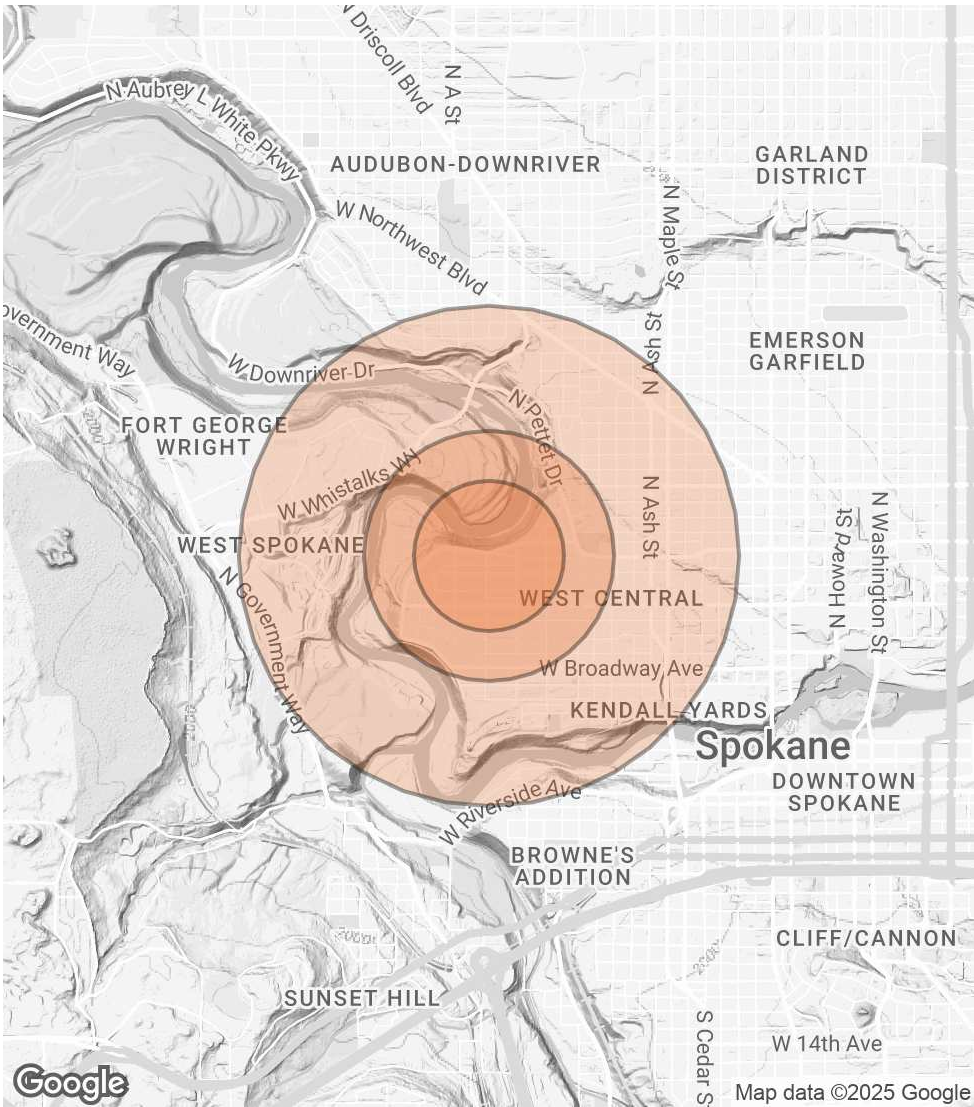 N Driscoll Blvd
N A St
N Aubrey L White Pkwy
AUDUBON-DOWNRIVER
GARLAND
DISTRICT
W Northwest Blvd
N Maple St
overnment Way
N Ash St
EMERSON
GARFIELD
W Downriver Dr
N Pettet Dr
FORT GEORGE
WRIGHT
W Whistalks Wy
N Ash St
N Howard St
N Washington St
WEST SPOKANE
N Government Way
WEST CENTRAL
W Broadway Ave
KENDALL YARDS
Spokane
DOWNTOWN
SPOKANE
W Riverside Ave
BROWNE'S
ADDITION
CLIFF/CANNON
SUNSET HILL
S Cedar S
W 14th Ave
Google
Map data ©2025 Google